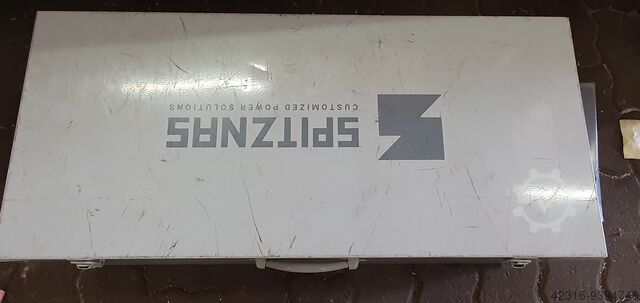 SPITZNAS
CUSTOMIZED POWER SOLUTIONS